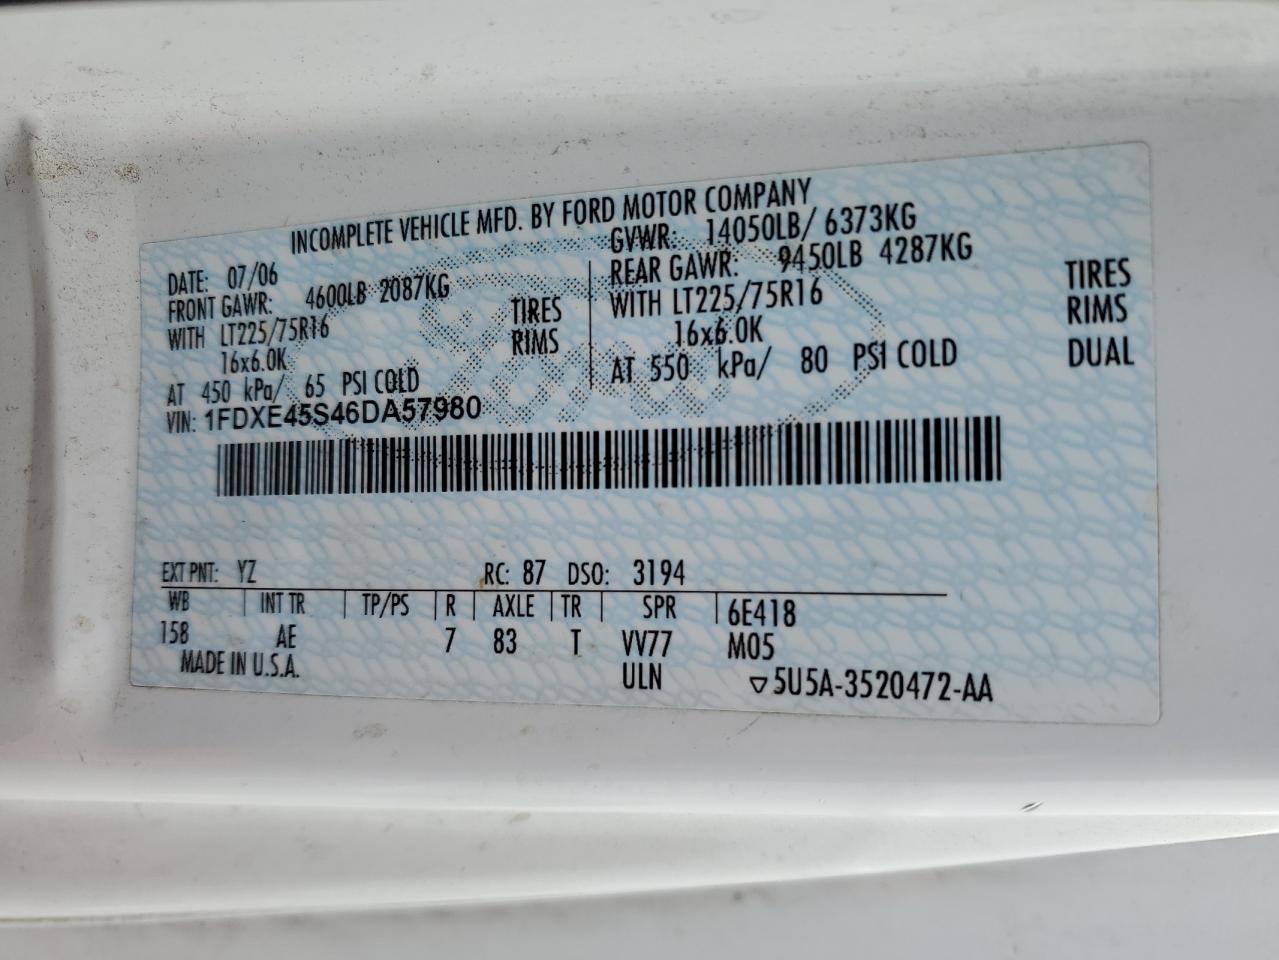 INCOMPLETE VEHICLE MFD. BY FORD MOTOR COMPANY
DATE: 07/06
GVWR: 14050LB/ 6373KG
FRONT GAWR: 4600LB 2087KG
REAR GAWR: 9450LB 4287KG
WITH LT225/75R16 TIRES
WITH LT225/75R16 TIRES
16x6.0K RIMS
16x6.0K RIMS
AT 450 kPa/ 65 PSI COLD
AT 550 kPa/ 80 PSI COLD DUAL
VIN: 1FDXE45S46DA57980
EXT PNT: YZ RC: 87 DSO: 3194
WB | INT TR | TP/PS | R | AXLE | TR | SPR | 6E418
158 AE 7 83 T VV77 M05
MADE IN U.S.A. ULN ▽5U5A-3520472-AA